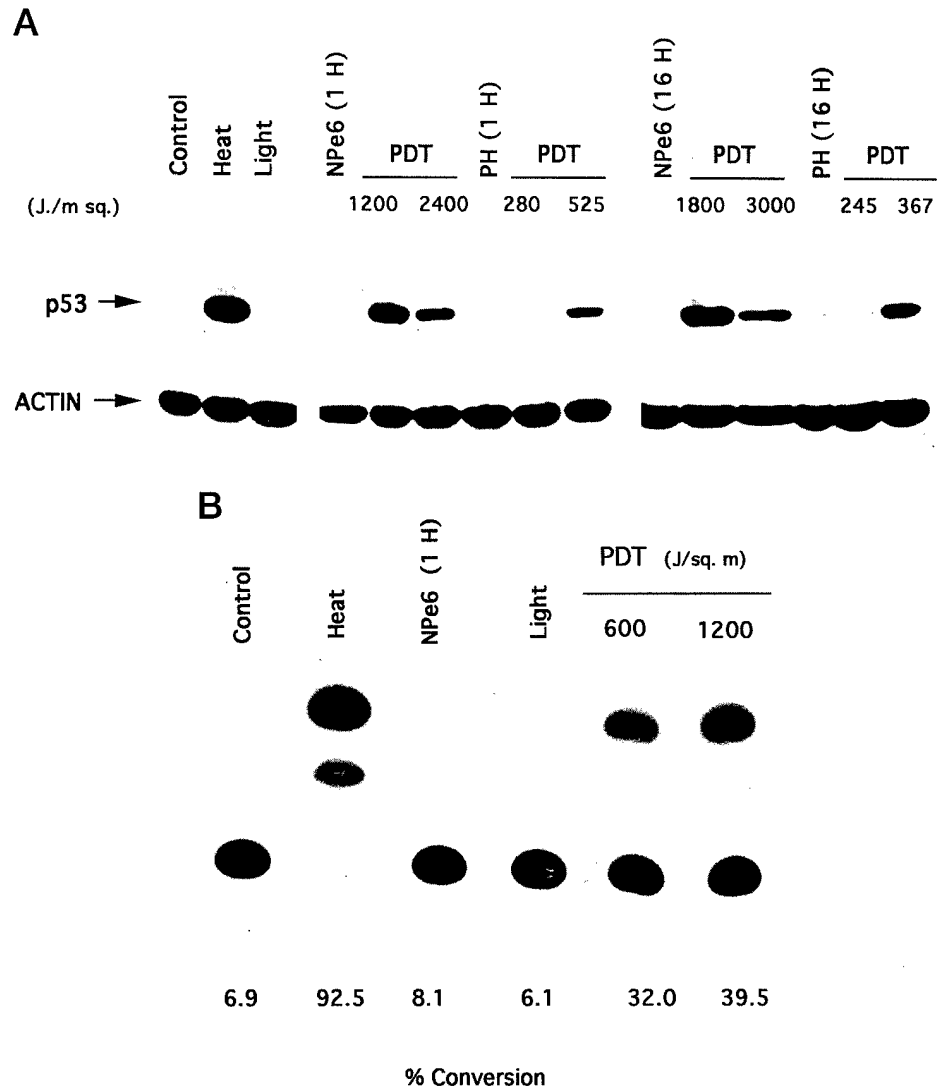 A
Control
Heat
Light
NPe6 (1 H)
PDT
PH (1 H)
PDT
NPe6 (16 H)
PDT
PH (16 H)
PDT
(J./m sq.)
1200 2400 280 525 1800 3000 245 367
p53
ACTIN
B
Control
Heat
NPe6 (1 H)
Light
PDT (J/sq. m)
600 1200
6.9 92.5 8.1 6.1 32.0 39.5
% Conversion